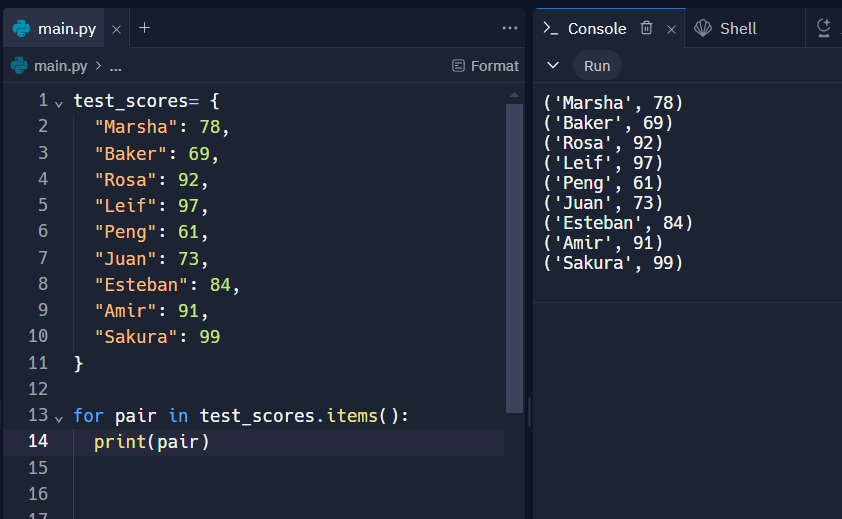 main.py
main.py > ...
Format
1 test_scores= {
2 "Marsha": 78,
3 "Baker": 69,
4 "Rosa": 92,
5 "Leif": 97,
6 "Peng": 61,
7 "Juan": 73,
8 "Esteban": 84,
9 "Amir": 91,
10 "Sakura": 99
11 }
12
13 for pair in test_scores.items():
14 print(pair)
15
16
17
Console
Shell
Run
('Marsha', 78)
('Baker', 69)
('Rosa', 92)
('Leif', 97)
('Peng', 61)
('Juan', 73)
('Esteban', 84)
('Amir', 91)
('Sakura', 99)